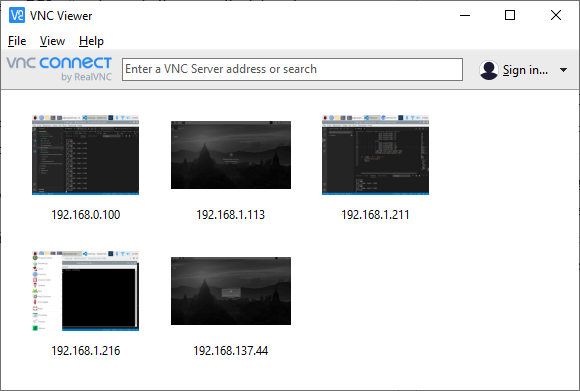 VNC Viewer
File View Help
vnc connect
by RealVNC
Enter a VNC Server address or search
Sign in...
192.168.0.100
192.168.1.113
192.168.1.211
192.168.1.216
192.168.137.44